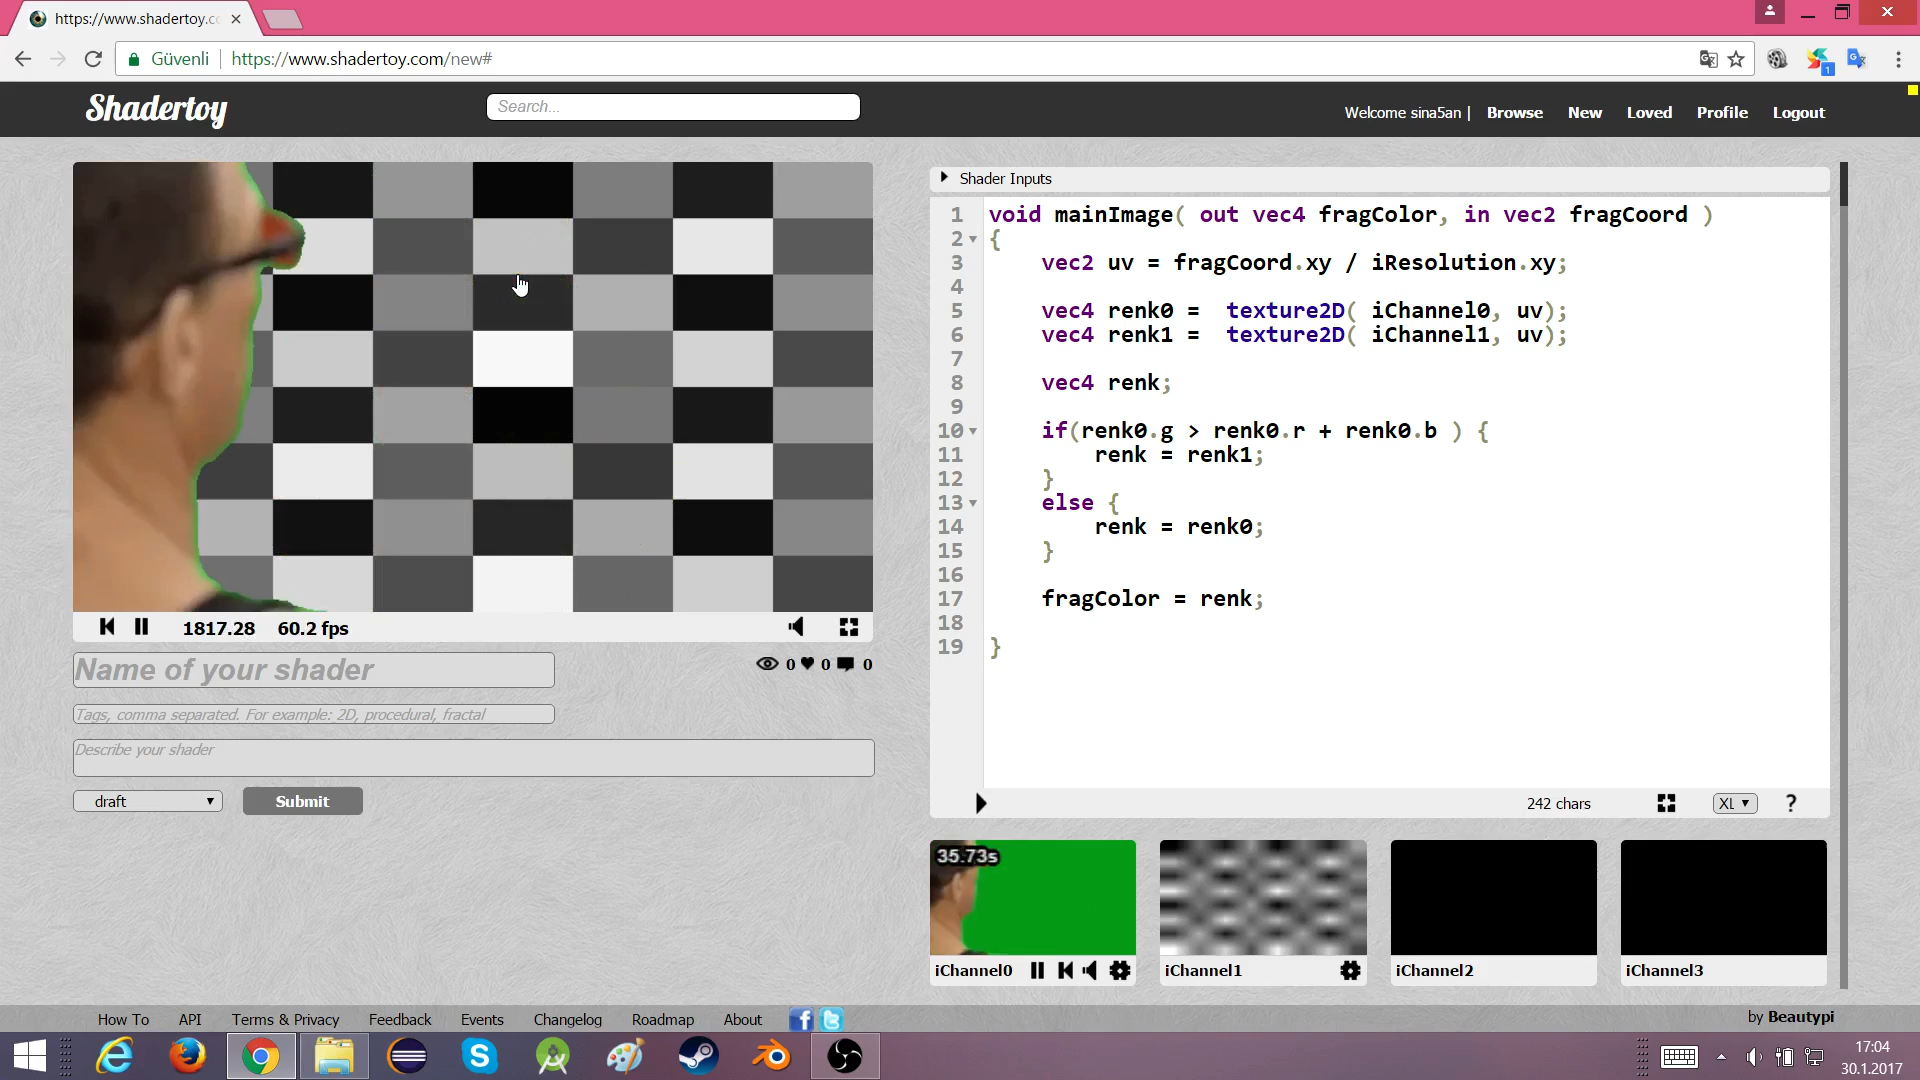 https://www.shadertoy.co
Güvenli https://www.shadertoy.com/new#
1
Shadertoy
Search...
Welcome sina5an | Browse New Loved Profile Logout
Shader Inputs
1 void mainImage( out vec4 fragColor, in vec2 fragCoord )
2 {
3 vec2 uv = fragCoord.xy / iResolution.xy;
4
5 vec4 renk0 = texture2D( iChannel0, uv);
6 vec4 renk1 = texture2D( iChannel1, uv);
7
8 vec4 renk;
9
10 if(renk0.g > renk0.r + renk0.b ) {
11 renk = renk1;
12 }
13 else {
14 renk = renk0;
15 }
16
17 fragColor = renk;
18
19 }
1817.28 60.2 fps
Name of your shader
0 0 0
Tags, comma separated. For example: 2D, procedural, fractal
Describe your shader
draft Submit
242 chars XL ?
35.73s
iChannel0 iChannel1 iChannel2 iChannel3
How To API Terms & Privacy Feedback Events Changelog Roadmap About
by Beautypi
17:04
30.1.2017